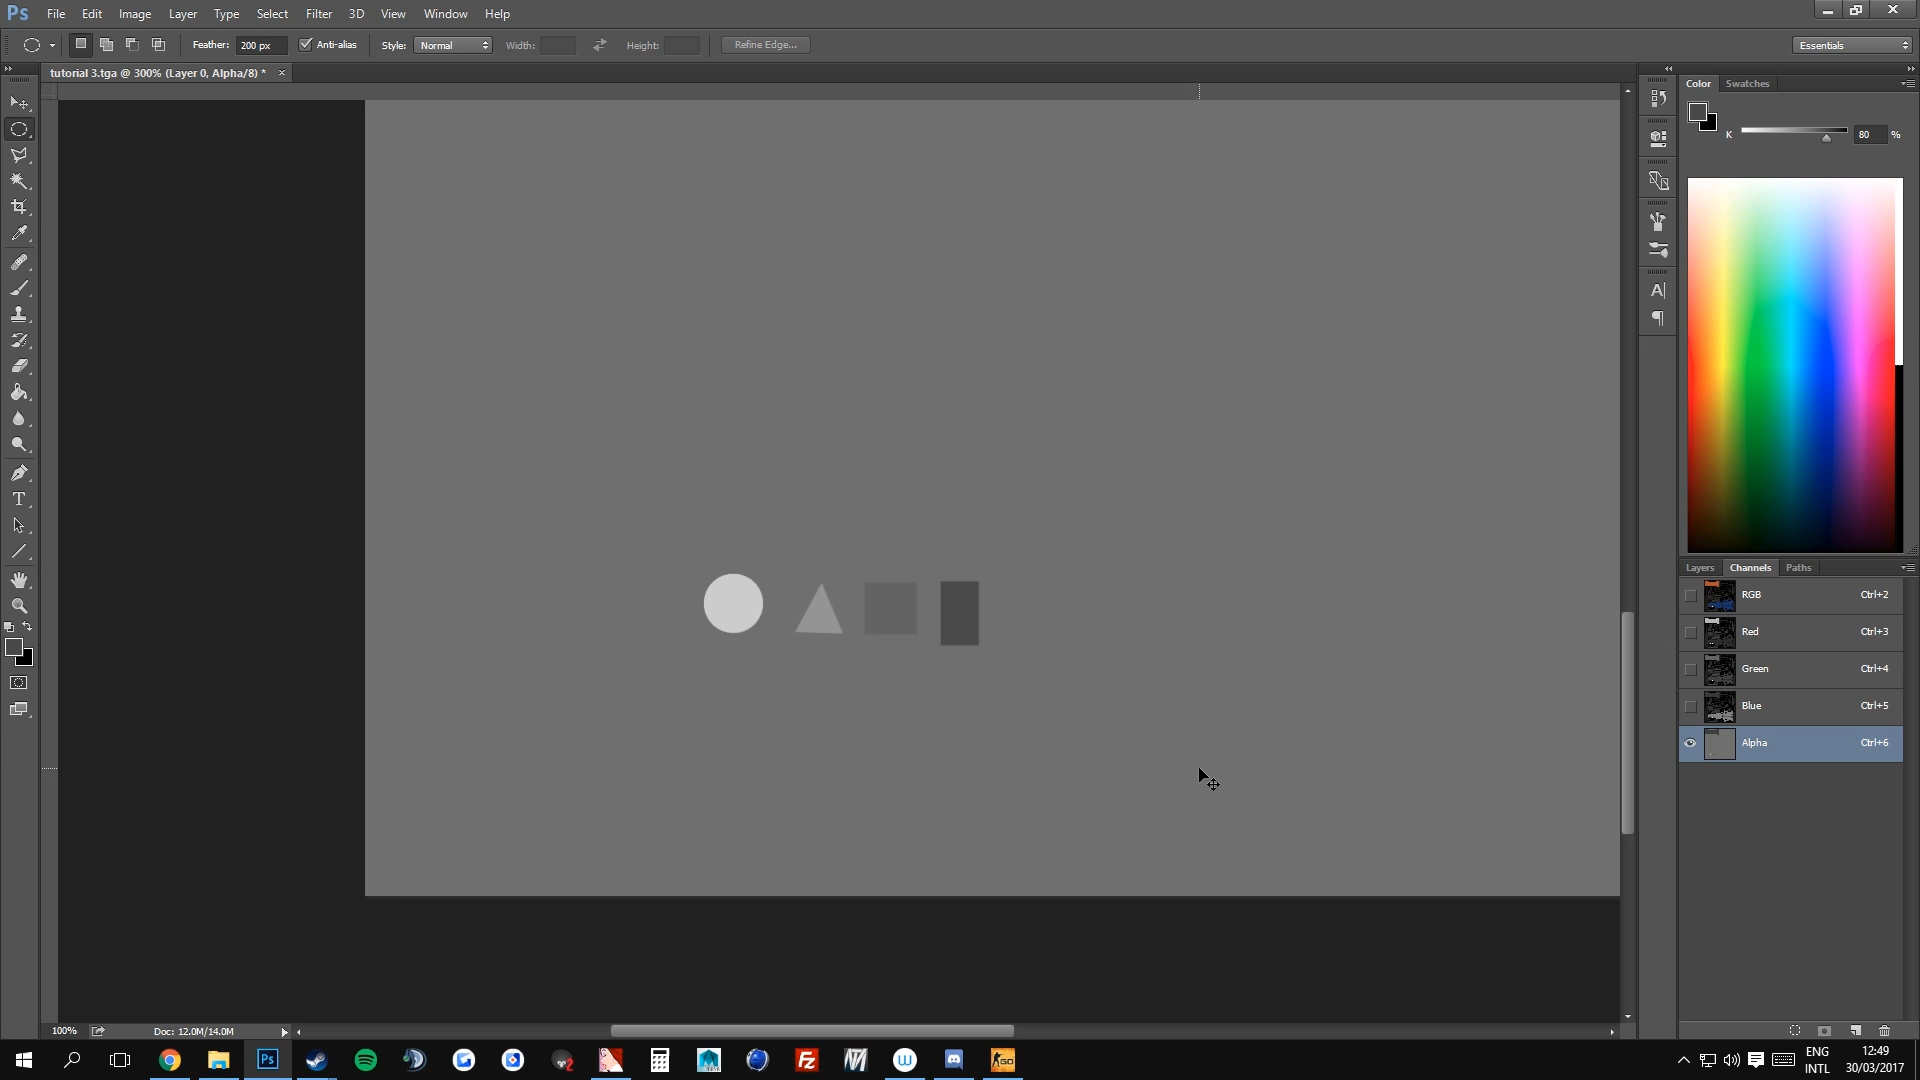 Ps File Edit Image Layer Type Select Filter 3D View Window Help
Feather: 200 px Anti-alias Style: Normal Width: Height: Refine Edge... Essentials
tutorial 3.tga @ 300% (Layer 0, Alpha/8) * ×
Color Swatches
K 80 %
Layers Channels Paths
RGB Ctrl+2
Red Ctrl+3
Green Ctrl+4
Blue Ctrl+5
Alpha Ctrl+6
100% Doc: 12.0M/14.0M
ENG 12:49
INTL 30/03/2017